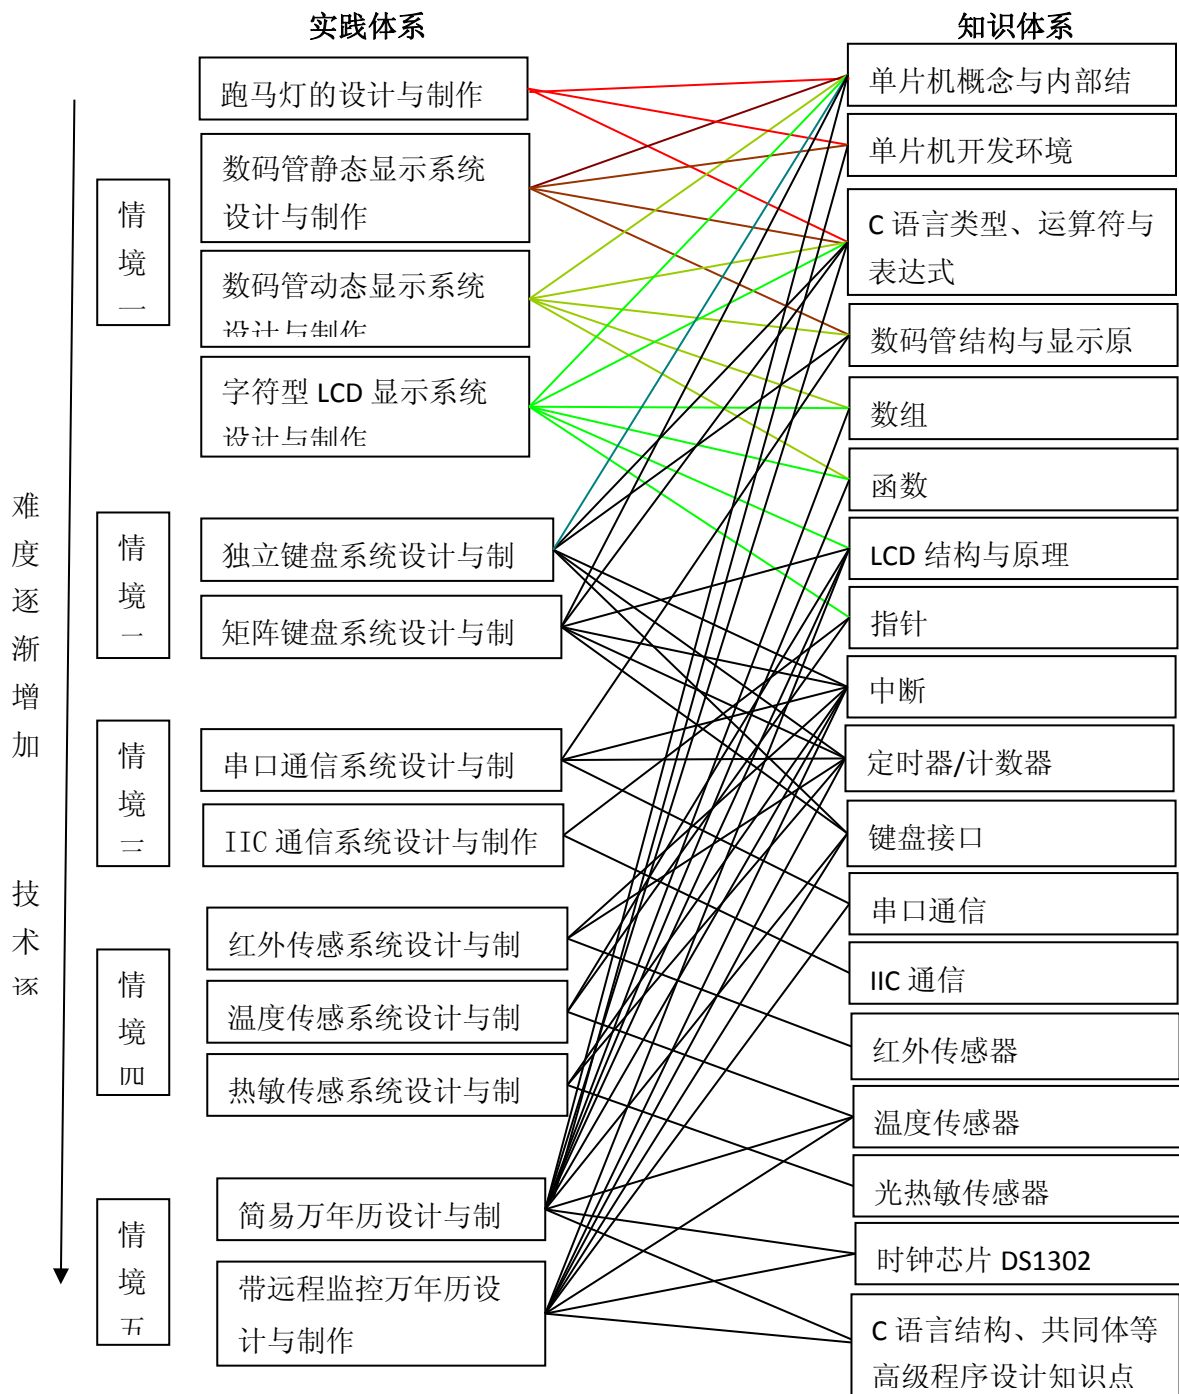 实践体系
知识体系
跑马灯的设计与制作
数码管静态显示系统
设计与制作
数码管动态显示系统
设计与制作
字符型 LCD 显示系统
设计与制作
独立键盘系统设计与制
矩阵键盘系统设计与制
串口通信系统设计与制
IIC 通信系统设计与制作
红外传感系统设计与制
温度传感系统设计与制
热敏传感系统设计与制
简易万年历设计与制
带远程监控万年历设
计与制作
情
境
一
情
境
情
境
三
情
境
四
情
境
五
难
度
逐
渐
增
加
技
术
逐
单片机概念与内部结
单片机开发环境
C 语言类型、运算符与
表达式
数码管结构与显示原
数组
函数
LCD 结构与原理
指针
中断
定时器/计数器
键盘接口
串口通信
IIC 通信
红外传感器
温度传感器
光热敏传感器
时钟芯片 DS1302
C 语言结构、共同体等
高级程序设计知识点